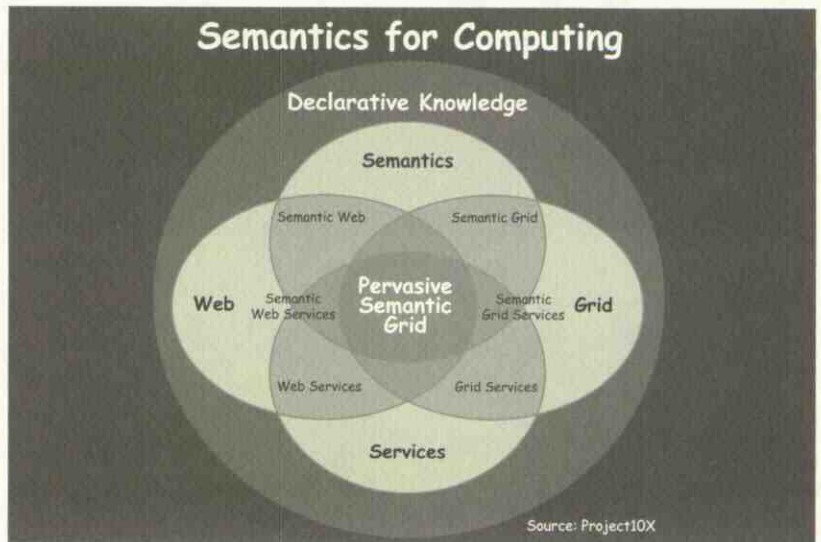 Semantics for Computing
Declarative Knowledge
Semantics
Semantic Web
Semantic Grid
Web
Semantic
Web Services
Pervasive
Semantic
Grid
Semantic
Grid Services
Grid
Web Services
Grid Services
Services
Source: Project10X